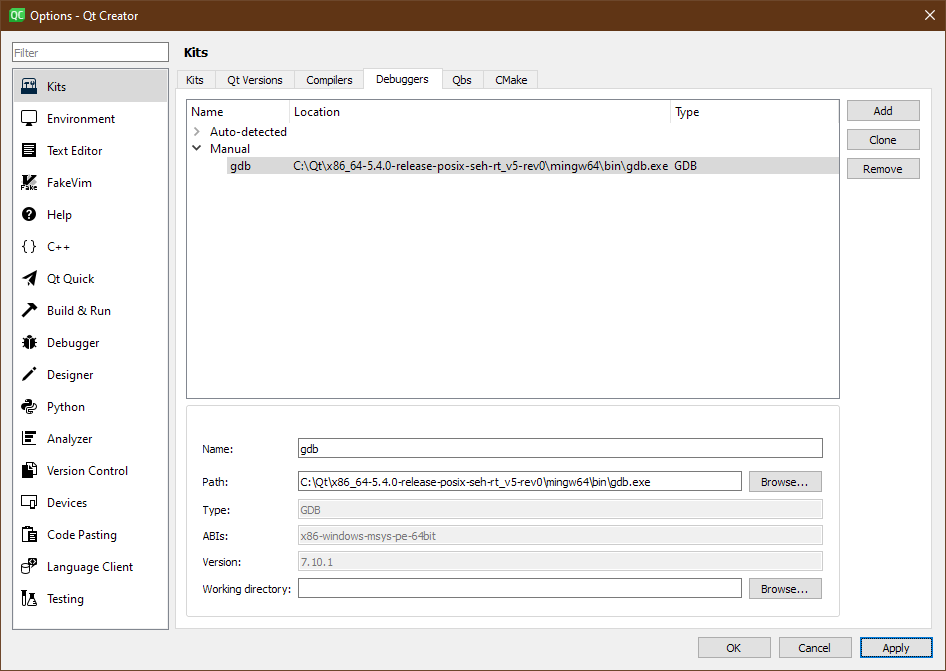 QC Options - Qt Creator
Filter
Kits
Environment
Text Editor
FakeVim
Help
C++
Qt Quick
Build & Run
Debugger
Designer
Python
Analyzer
Version Control
Devices
Code Pasting
Language Client
Testing
Kits
Kits Qt Versions Compilers Debuggers Qbs CMake
Name Location Type
Auto-detected
Manual
gdb C:\Qt\x86_64-5.4.0-release-posix-seh-rt_v5-rev0\mingw64\bin\gdb.exe GDB
Add
Clone
Remove
Name: gdb
Path: C:\Qt\x86_64-5.4.0-release-posix-seh-rt_v5-rev0\mingw64\bin\gdb.exe Browse...
Type: GDB
ABIs: x86-windows-msys-pe-64bit
Version: 7.10.1
Working directory: Browse...
OK Cancel Apply